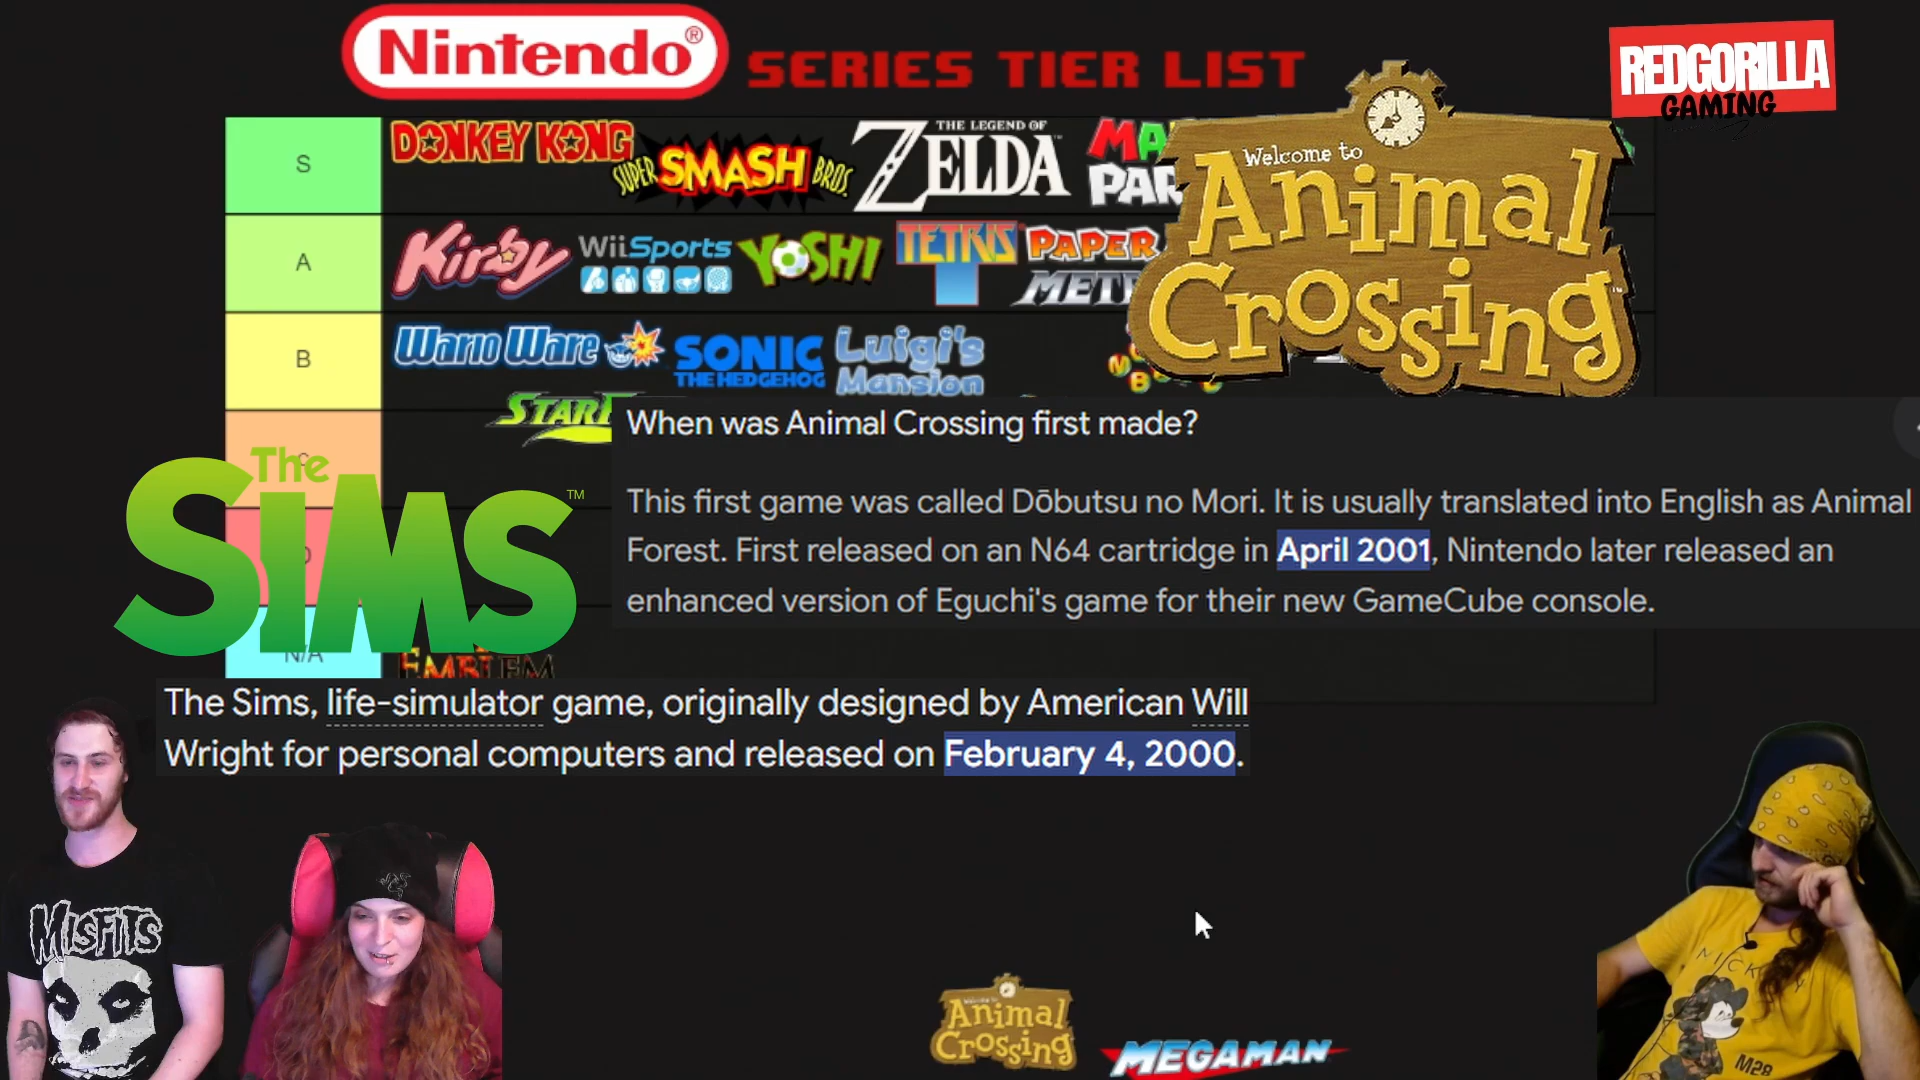 Nintendo®
SERIES TIER LIST
REDGORILLA
GAMING
S
DONKEY KONG
SUPER SMASH BROS.
THE LEGEND OF
ZELDA
Welcome to
Animal
Crossing
A
Kirby
Wii Sports
YOSHI
TETRIS
PAPER
B
Wario Ware
SONIC
THE HEDGEHOG
Luigi's
Mansion
When was Animal Crossing first made?
The
SIMS™
This first game was called Dōbutsu no Mori. It is usually translated into English as Animal
Forest. First released on an N64 cartridge in April 2001, Nintendo later released an
enhanced version of Eguchi's game for their new GameCube console.
N/A
EMBLEM
The Sims, life-simulator game, originally designed by American Will
Wright for personal computers and released on February 4, 2000.
MISFITS
M28
Animal
Crossing
MEGAMAN